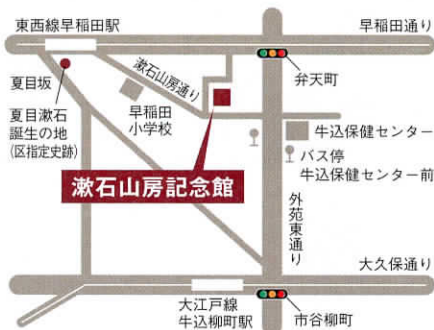 東西線早稲田駅
早稲田通り
夏目坂
漱石山房通り
弁天町
夏目漱石
誕生の地
(区指定史跡)
早稲田
小学校
牛込保健センター
バス停
牛込保健センター前
漱石山房記念館
外苑東通り
大久保通り
大江戸線
牛込柳町駅
市谷柳町